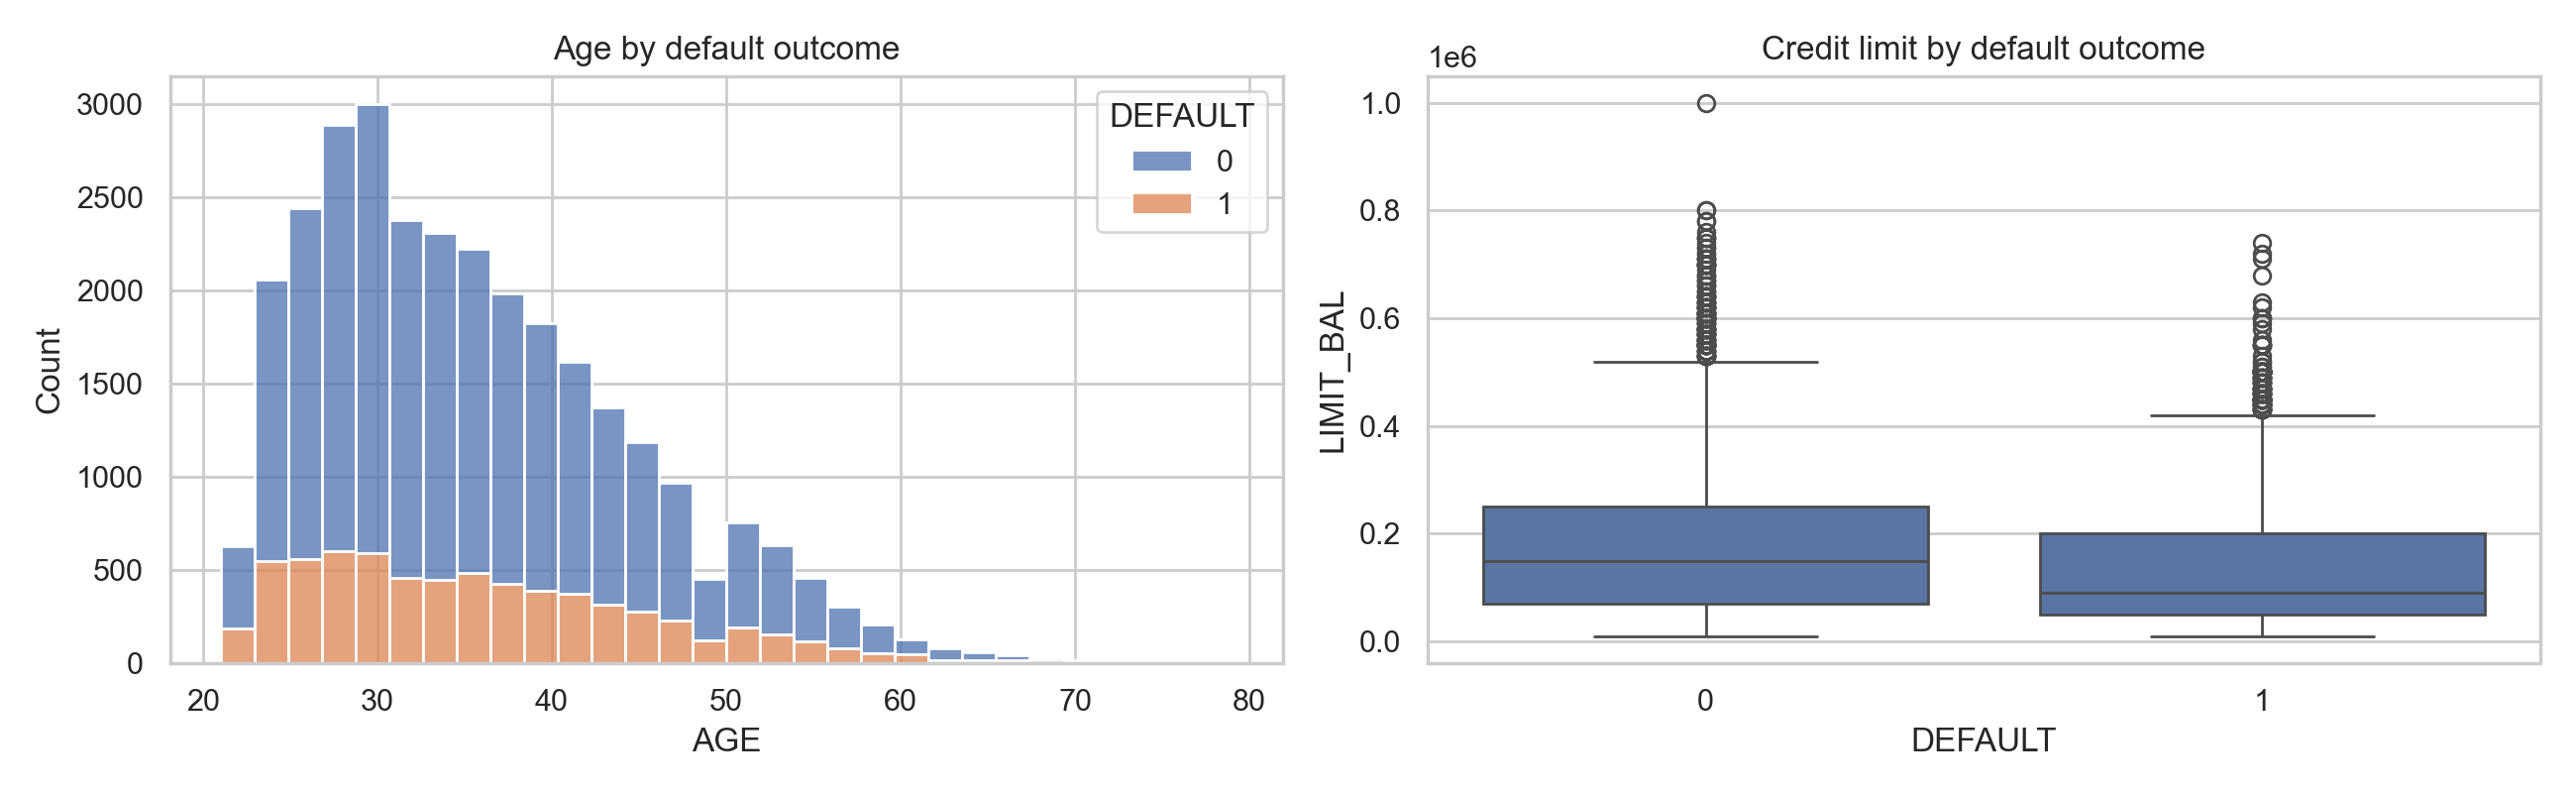 Age by default outcome
3000
2500
2000
1500
1000
500
0
Count
20 30 40 50 60 70 80
AGE
DEFAULT
0
1
Credit limit by default outcome
1e6
1.0
0.8
0.6
0.4
0.2
0.0
LIMIT_BAL
0 1
DEFAULT